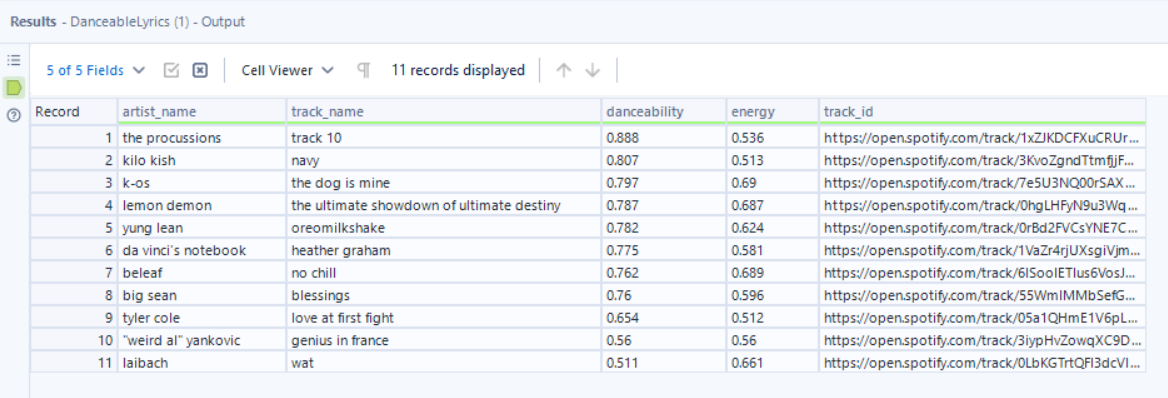 Results - DanceableLyrics (1) - Output
5 of 5 Fields Cell Viewer 11 records displayed
Record artist_name track_name danceability energy track_id
1 the procussions track 10 0.888 0.536 https://open.spotify.com/track/1xZJKDCFXuCRUr...
2 kilo kish navy 0.807 0.513 https://open.spotify.com/track/3KvoZgndTtmfjjF...
3 k-os the dog is mine 0.797 0.69 https://open.spotify.com/track/7e5U3NQ00rSAX...
4 lemon demon the ultimate showdown of ultimate destiny 0.787 0.687 https://open.spotify.com/track/0hgLHFyN9u3Wq...
5 yung lean oreomilkshake 0.782 0.624 https://open.spotify.com/track/0rBd2FVCsYNE7C...
6 da vinci's notebook heather graham 0.775 0.581 https://open.spotify.com/track/1VaZr4rjUXsgiVjm...
7 beleaf no chill 0.762 0.689 https://open.spotify.com/track/6ISooIETIus6VosJ...
8 big sean blessings 0.76 0.596 https://open.spotify.com/track/55WmIMMbSefG...
9 tyler cole love at first fight 0.654 0.512 https://open.spotify.com/track/05a1QHmE1V6pL...
10 "weird al" yankovic genius in france 0.56 0.56 https://open.spotify.com/track/3iypHvZowqXC9D...
11 laibach wat 0.511 0.661 https://open.spotify.com/track/0LbKGTrtQFI3dcVI...